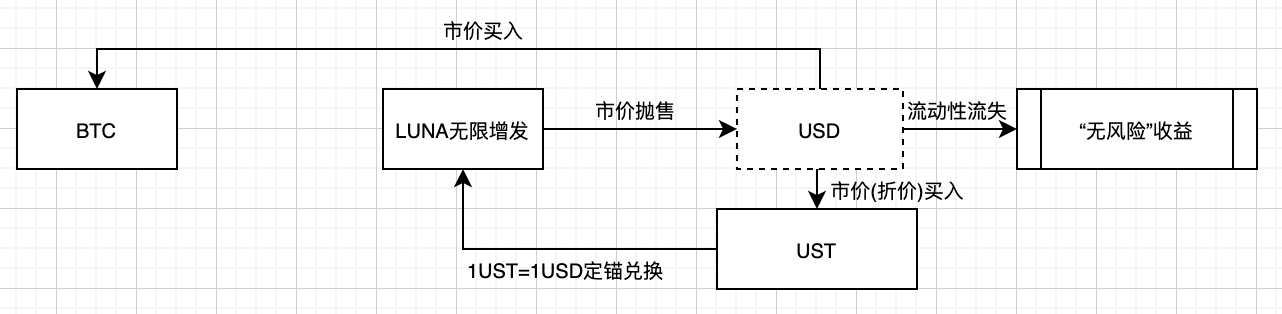 市价买入
BTC
LUNA无限增发
市价抛售
USD
流动性流失
“无风险”收益
市价(折价)买入
UST
1UST=1USD定锚兑换